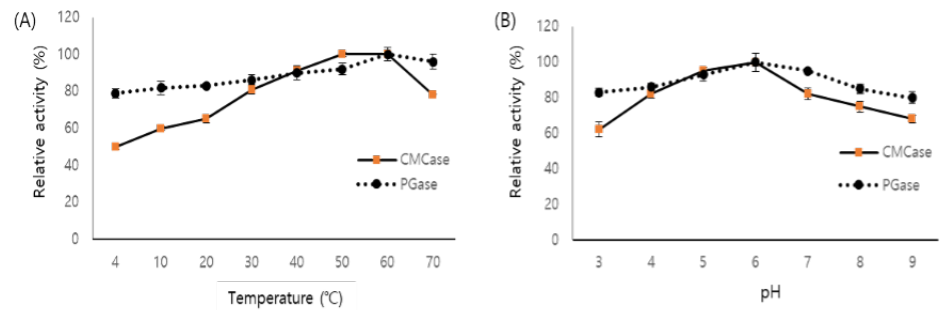 (A)
120
100
80
60
40
20
0
Relative activity (%)
CMCase
PGase
4 10 20 30 40 50 60 70
Temperature (℃)
(B)
120
100
80
60
40
20
0
Relative activity (%)
CMCase
PGase
3 4 5 6 7 8 9
pH